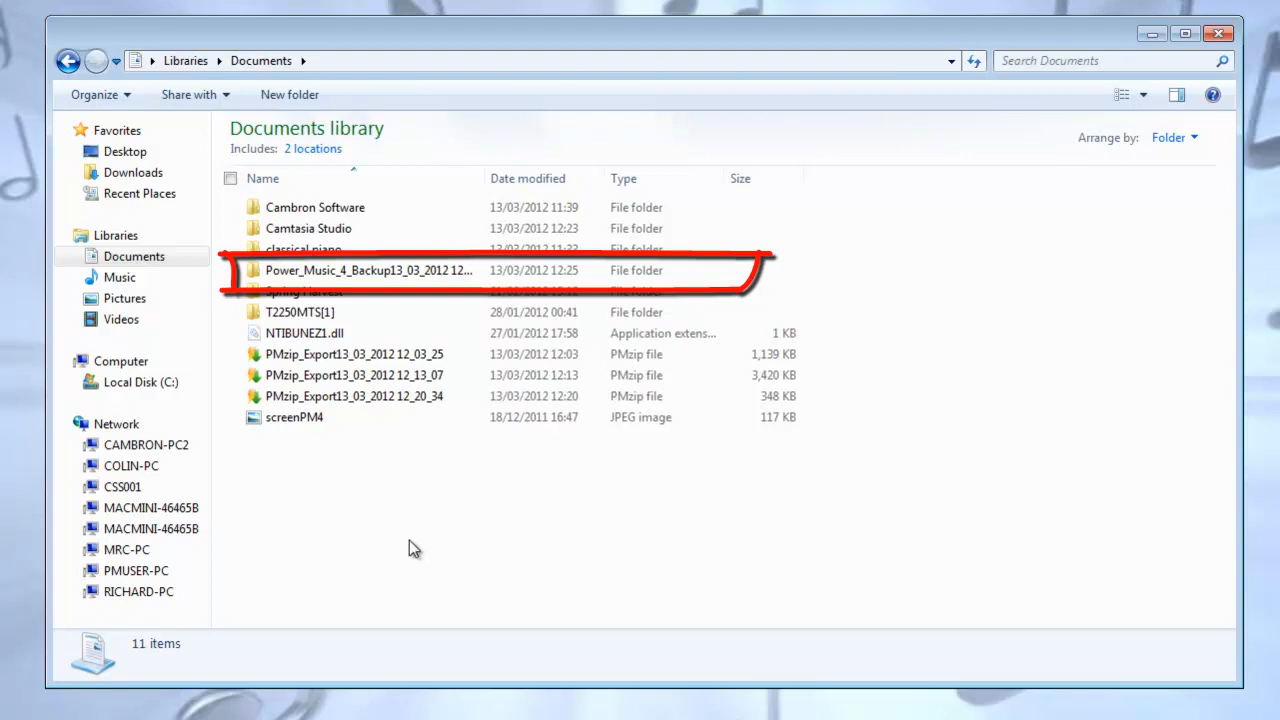 Libraries Documents
Search Documents
Organize Share with New folder
Documents library
Includes: 2 locations
Arrange by: Folder
Favorites
Desktop
Downloads
Recent Places
Libraries
Documents
Music
Pictures
Videos
Computer
Local Disk (C:)
Network
CAMBRON-PC2
COLIN-PC
CSS001
MACMINI-46465B
MACMINI-46465B
MRC-PC
PMUSER-PC
RICHARD-PC
Name Date modified Type Size
Cambron Software 13/03/2012 11:39 File folder
Camtasia Studio 13/03/2012 12:23 File folder
classical piano 13/03/2012 11:33 File folder
Power_Music_4_Backup13_03_2012 12... 13/03/2012 12:25 File folder
Spring Harvest File folder
T2250MTS[1] 28/01/2012 00:41 File folder
NTIBUNEZ1.dll 27/01/2012 17:58 Application extens... 1 KB
PMzip_Export13_03_2012 12_03_25 13/03/2012 12:03 PMzip file 1,139 KB
PMzip_Export13_03_2012 12_13_07 13/03/2012 12:13 PMzip file 3,420 KB
PMzip_Export13_03_2012 12_20_34 13/03/2012 12:20 PMzip file 348 KB
screenPM4 18/12/2011 16:47 JPEG image 117 KB
11 items